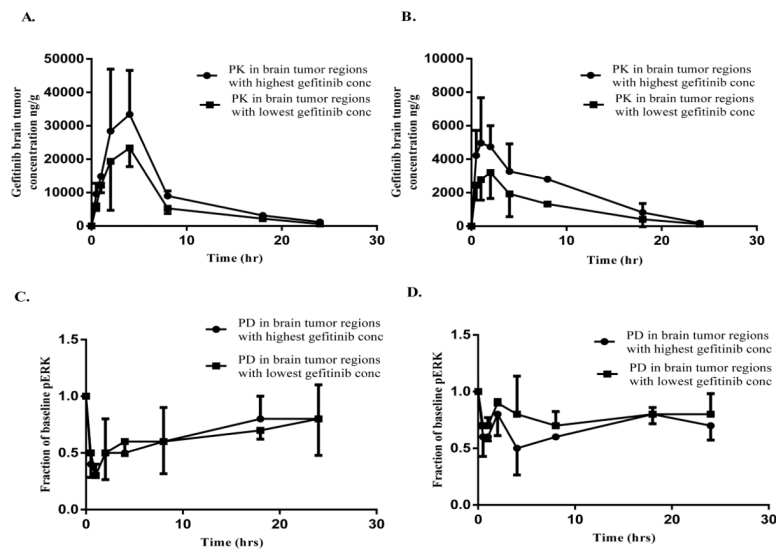 A.
Gefitinib brain tumor
concentration ng/g
50000
40000
30000
20000
10000
0
0
10
20
30
Time (hr)
PK in brain tumor regions
with highest gefitinib conc
PK in brain tumor regions
with lowest gefitinib conc
B.
Gefitinib brain tumor
concentration ng/g
10000
8000
6000
4000
2000
0
0
10
20
30
Time (hr)
PK in brain tumor regions
with highest gefitinib conc
PK in brain tumor regions
with lowest gefitinib conc
C.
Fraction of baseline pERK
1.5
1.0
0.5
0.0
0
10
20
30
Time (hrs)
PD in brain tumor regions
with highest gefitinib conc
PD in brain tumor regions
with lowest gefitinib conc
D.
Fraction of baseline pERK
1.5
1.0
0.5
0.0
0
10
20
30
Time (hrs)
PD in brain tumor regions
with highest gefitinib conc
PD in brain tumor regions
with lowest gefitinib conc